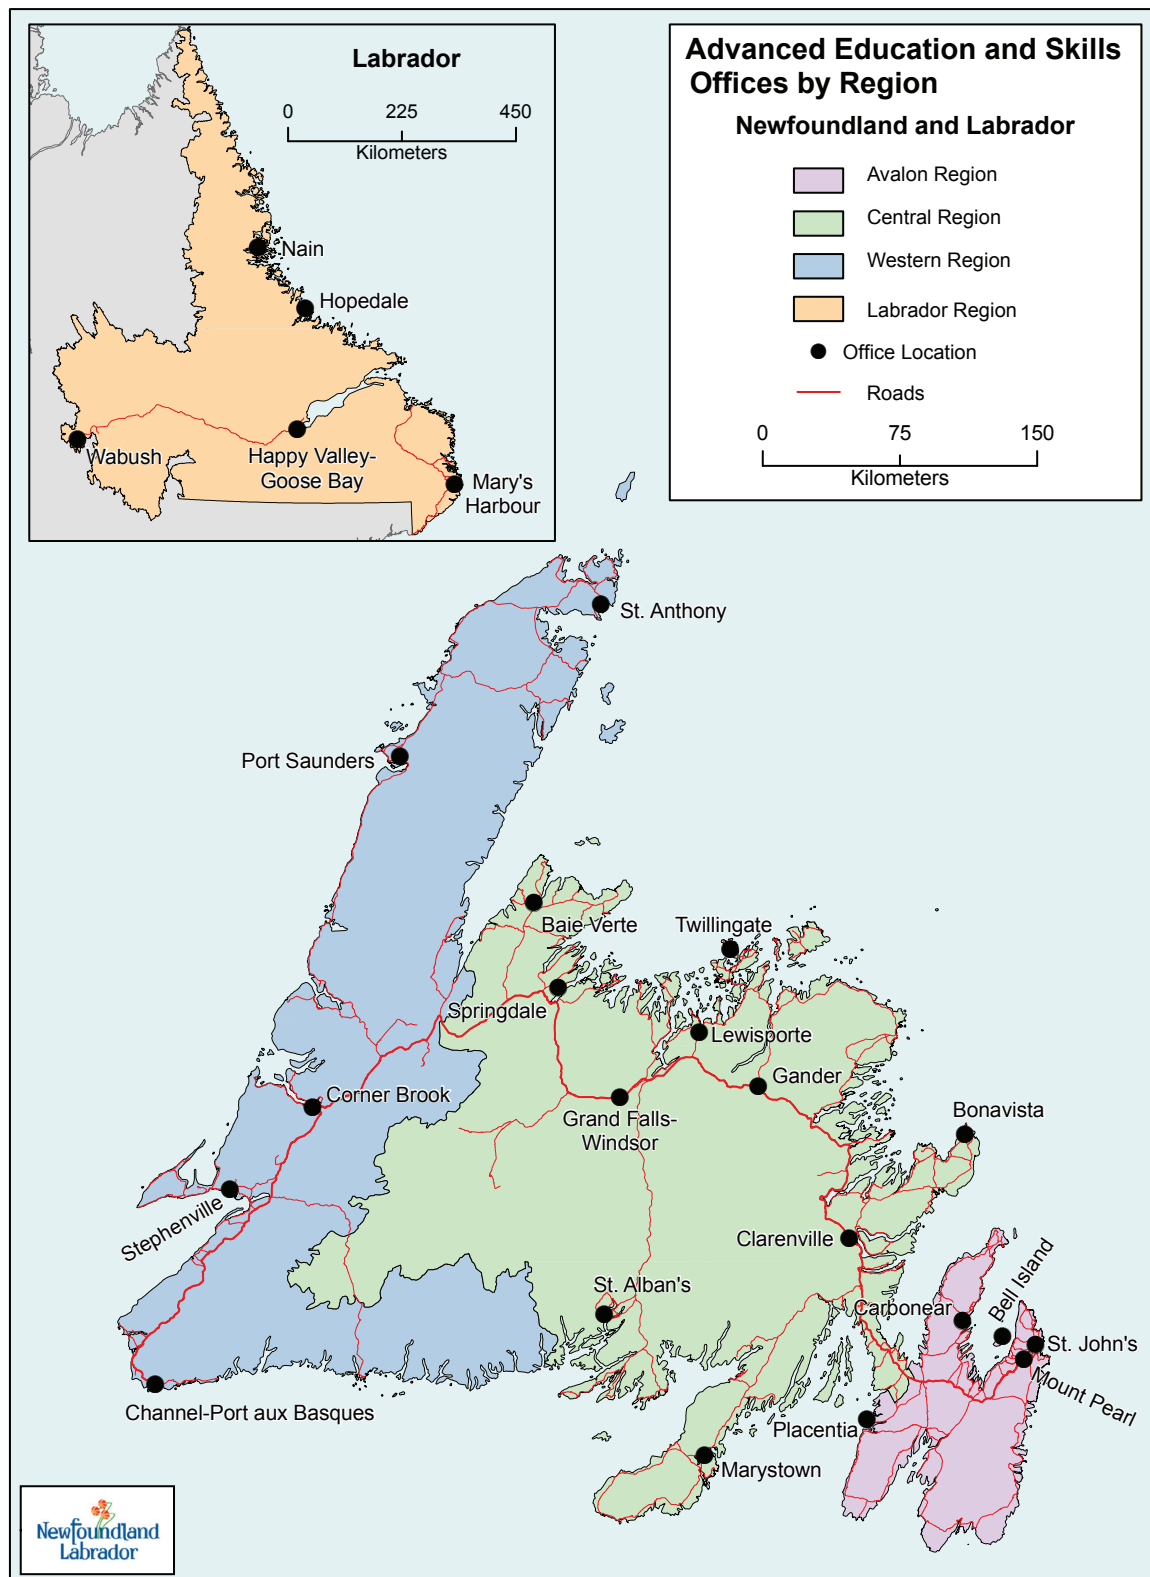 Labrador
0 225 450
Kilometers
Nain
Hopedale
Wabush
Happy Valley-
Goose Bay
Mary's
Harbour
Advanced Education and Skills
Offices by Region
Newfoundland and Labrador
Avalon Region
Central Region
Western Region
Labrador Region
Office Location
Roads
0 75 150
Kilometers
St. Anthony
Port Saunders
Baie Verte
Twillingate
Springdale
Lewisporte
Gander
Corner Brook
Grand Falls-
Windsor
Bonavista
Stephenville
Clarenville
St. Alban's
Carbonear
Bell Island
St. John's
Mount Pearl
Channel-Port aux Basques
Placentia
Marystown
Newfoundland
Labrador